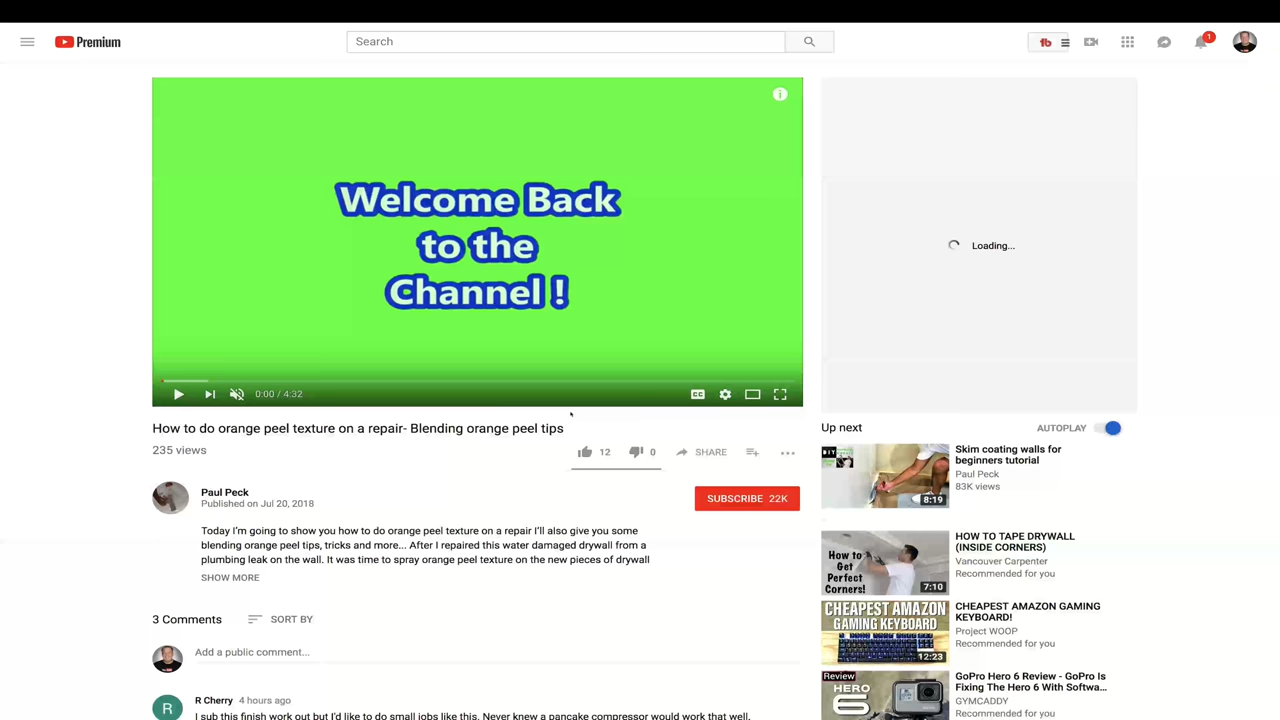 Premium
Search
1
Welcome Back
to the
Channel !
0:00 / 4:32
CC
How to do orange peel texture on a repair- Blending orange peel tips
235 views
12
0
SHARE
Paul Peck
Published on Jul 20, 2018
SUBSCRIBE 22K
Today I'm going to show you how to do orange peel texture on a repair I'll also give you some
blending orange peel tips, tricks and more... After I repaired this water damaged drywall from a
plumbing leak on the wall. It was time to spray orange peel texture on the new pieces of drywall
SHOW MORE
3 Comments
SORT BY
Add a public comment...
R
R Cherry 4 hours ago
I sub this finish work out but I'd like to do small jobs like this. Never knew a pancake compressor would work that well.
Loading...
Up next
AUTOPLAY
DIY
8:19
Skim coating walls for
beginners tutorial
Paul Peck
83K views
How to
Get
Perfect
Corners!
7:10
HOW TO TAPE DRYWALL
(INSIDE CORNERS)
Vancouver Carpenter
Recommended for you
CHEAPEST AMAZON
GAMING KEYBOARD
12:23
CHEAPEST AMAZON GAMING
KEYBOARD!
Project WOOP
Recommended for you
Review
HERO
6
GoPro Hero 6 Review - GoPro Is
Fixing The Hero 6 With Softwa...
GYMCADDY
Recommended for you